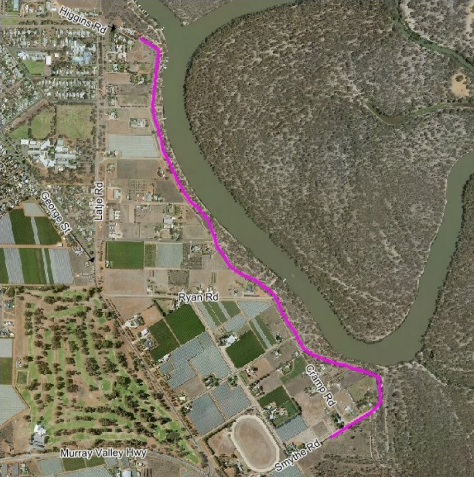 Higgins Rd
Lalje Rd
George St
Ryan Rd
Cramp Rd
Smythe Rd
Murray Valley Hwy